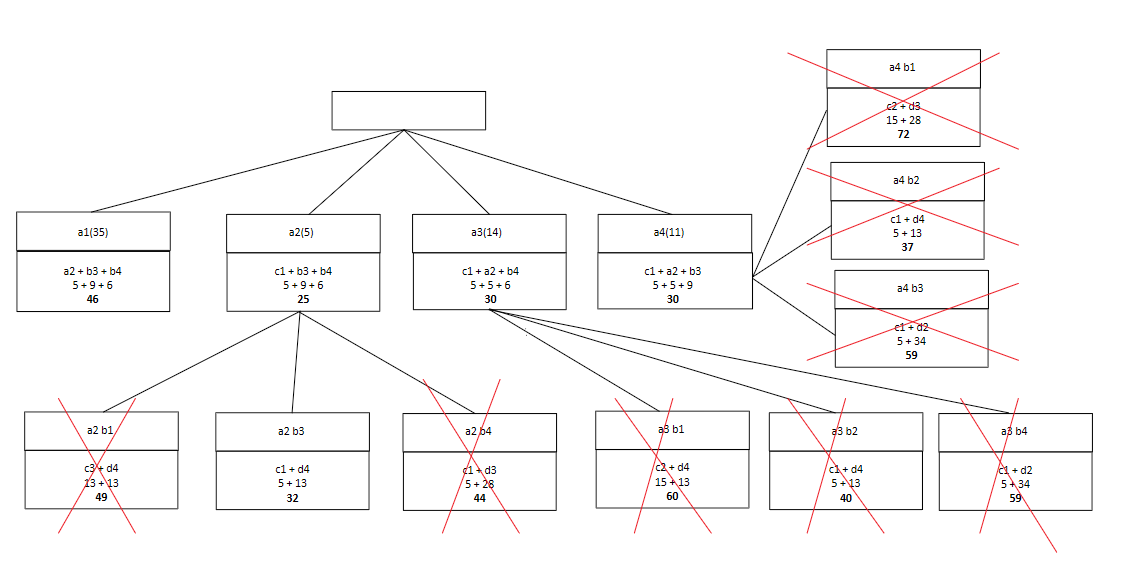 a4 b1
c2 + d3
15 + 28
72
a4 b2
c1 + d4
5 + 13
37
a4 b3
c1 + d2
5 + 34
59
a1(35)
a2 + b3 + b4
5 + 9 + 6
46
a2(5)
c1 + b3 + b4
5 + 9 + 6
25
a3(14)
c1 + a2 + b4
5 + 5 + 6
30
a4(11)
c1 + a2 + b3
5 + 5 + 9
30
a2 b1
c3 + d4
13 + 13
49
a2 b3
c1 + d4
5 + 13
32
a2 b4
c1 + d3
5 + 28
44
a3 b1
c2 + d4
15 + 13
60
a3 b2
c1 + d4
5 + 13
40
a3 b4
c1 + d2
5 + 34
59